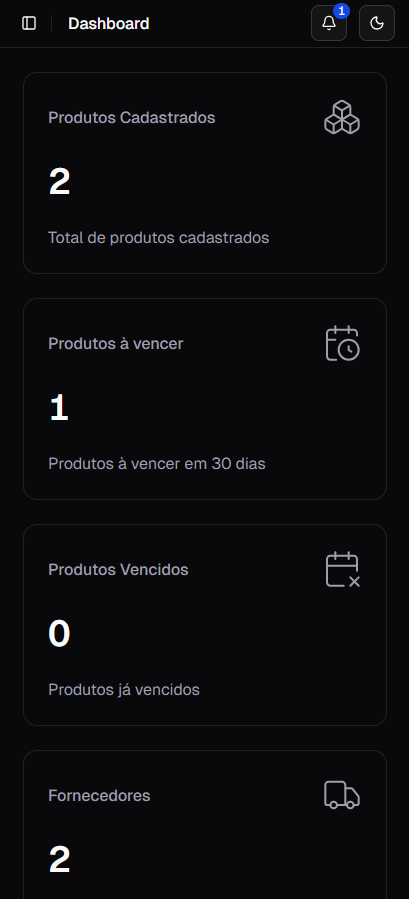 Dashboard
1
Produtos Cadastrados
2
Total de produtos cadastrados
Produtos à vencer
1
Produtos à vencer em 30 dias
Produtos Vencidos
0
Produtos já vencidos
Fornecedores
2